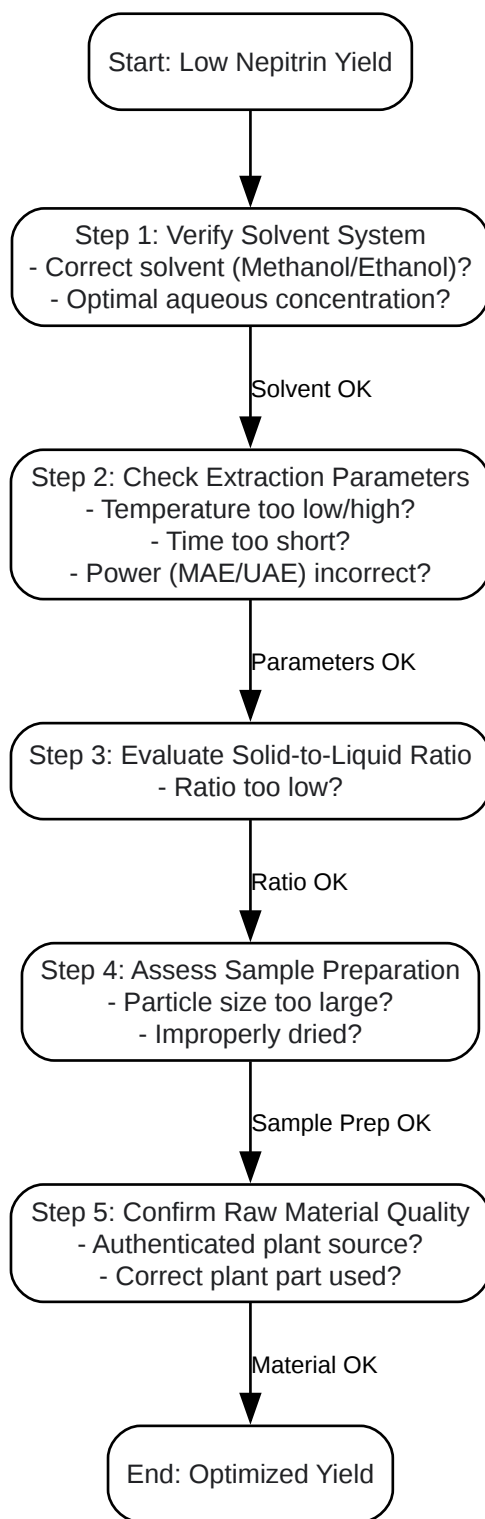 Start: Low Nepitrin Yield
Step 1: Verify Solvent System
- Correct solvent (Methanol/Ethanol)?
- Optimal aqueous concentration?
Solvent OK
Step 2: Check Extraction Parameters
- Temperature too low/high?
- Time too short?
- Power (MAE/UAE) incorrect?
Parameters OK
Step 3: Evaluate Solid-to-Liquid Ratio
- Ratio too low?
Ratio OK
Step 4: Assess Sample Preparation
- Particle size too large?
- Improperly dried?
Sample Prep OK
Step 5: Confirm Raw Material Quality
- Authenticated plant source?
- Correct plant part used?
Material OK
End: Optimized Yield